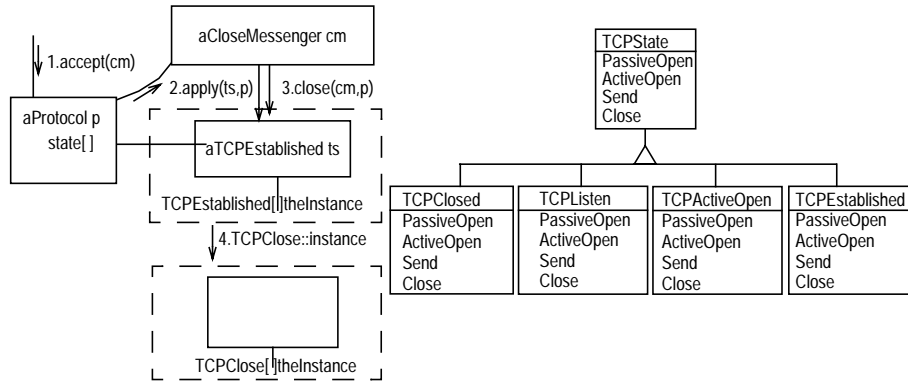 aCloseMessenger cm
1.accept(cm)
2.apply(ts,p)
3.close(cm,p)
aProtocol p
state[ ]
aTCPEstablished ts
TCPEstablished[ ]theInstance
4.TCPClose::instance
TCPClose[ ]theInstance
TCPState
PassiveOpen
ActiveOpen
Send
Close
TCPClosed
PassiveOpen
ActiveOpen
Send
Close
TCPListen
PassiveOpen
ActiveOpen
Send
Close
TCPActiveOpen
PassiveOpen
ActiveOpen
Send
Close
TCPEstablished
PassiveOpen
ActiveOpen
Send
Close